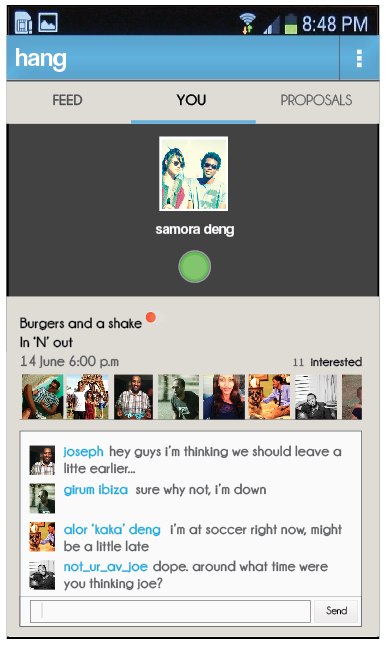 8:48 PM
hang
FEED YOU PROPOSALS
samora deng
Burgers and a shake
In 'N' out
14 June 6:00 p.m
11 Interested
joseph hey guys i'm thinking we should leave a
litte earlier...
girum ibiza sure why not, i'm down
alor 'kaka' deng i'm at soccer right now, might
be a little late
not_ur_av_joe dope. around what time were
you thinking joe?
Send